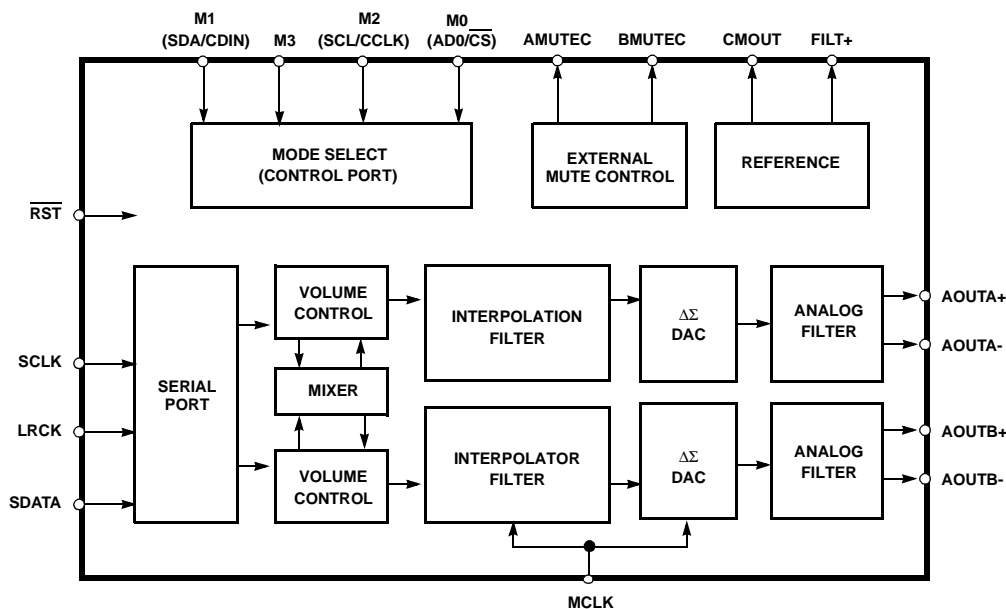 M1
(SDA/CDIN)
M3
M2
(SCL/CCLK)
M0
(AD0/CS)
AMUTEC
BMUTEC
CMOUT
FILT+
MODE SELECT
(CONTROL PORT)
EXTERNAL
MUTE CONTROL
REFERENCE
RST
SCLK
LRCK
SDATA
SERIAL
PORT
VOLUME
CONTROL
MIXER
VOLUME
CONTROL
INTERPOLATION
FILTER
INTERPOLATOR
FILTER
ΔΣ
DAC
ΔΣ
DAC
ANALOG
FILTER
ANALOG
FILTER
AOUTA+
AOUTA-
AOUTB+
AOUTB-
MCLK